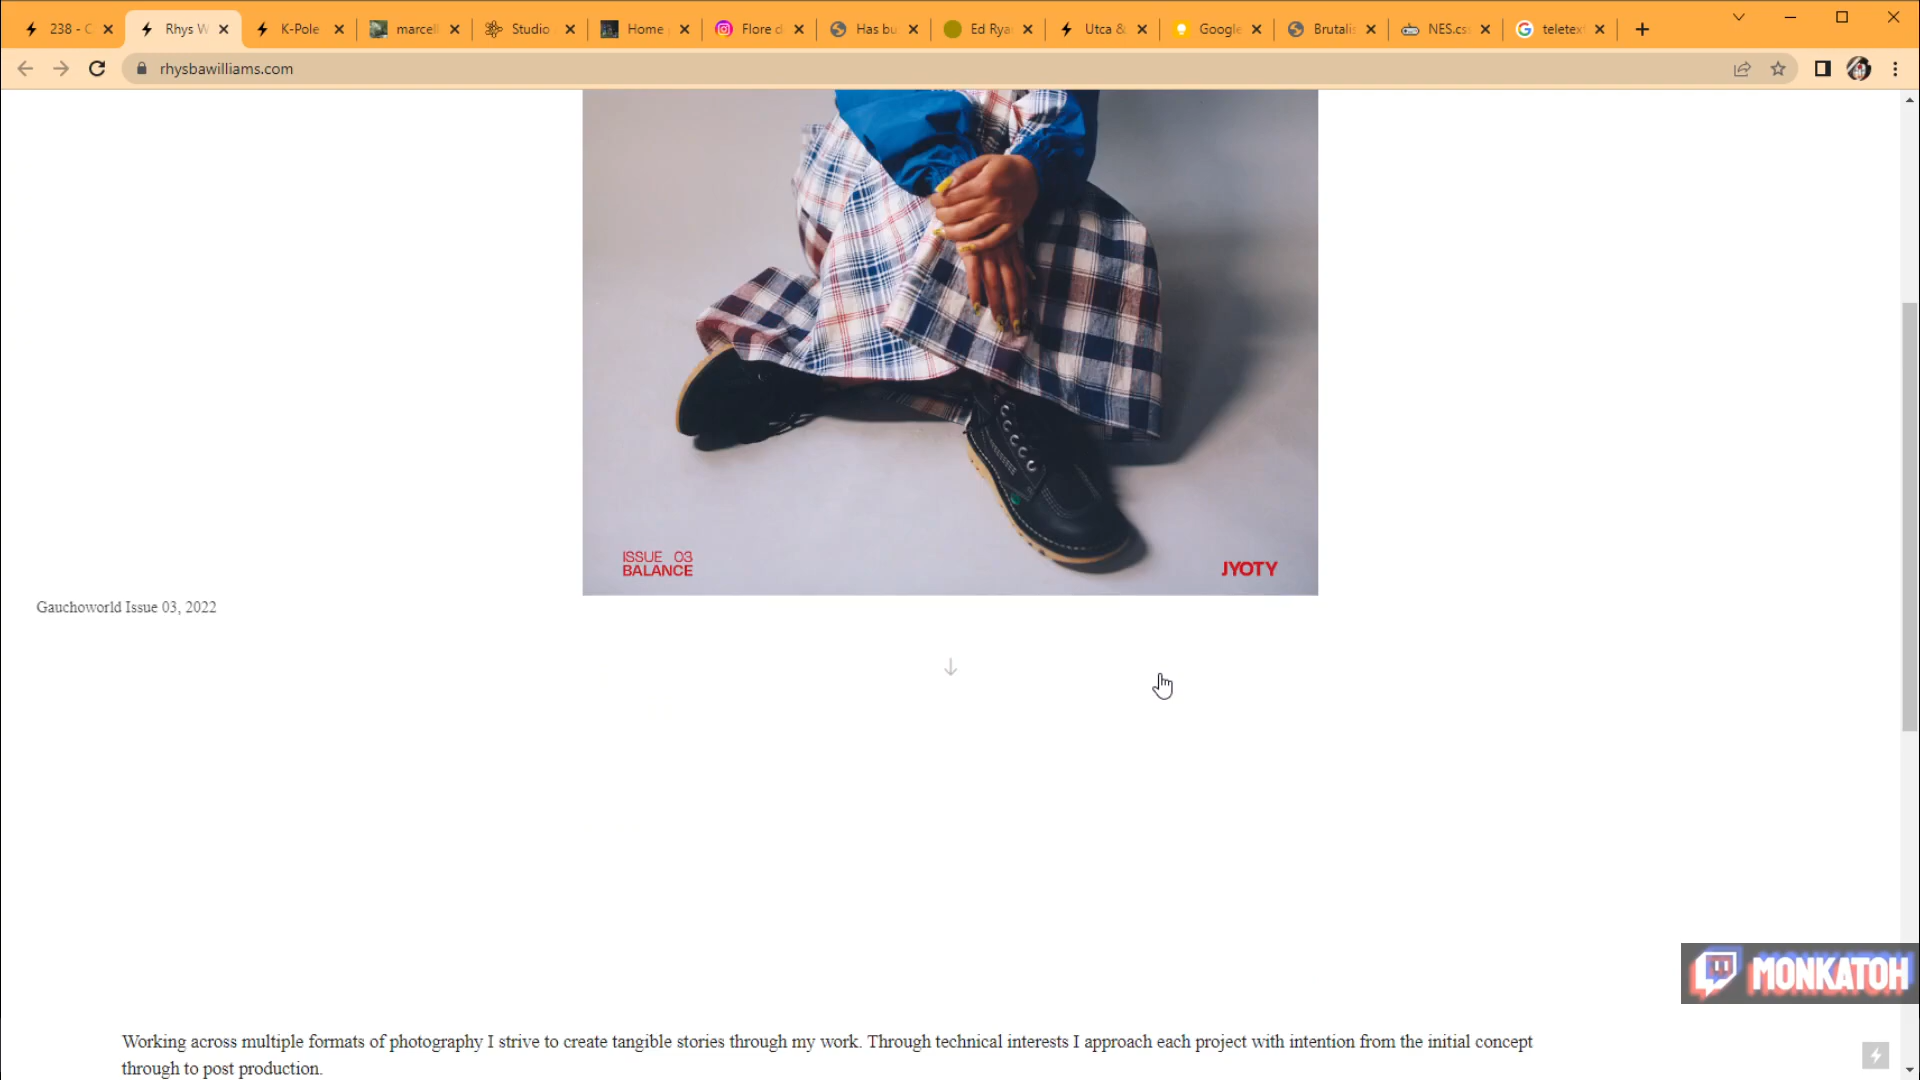 238 - C
Rhys W
K-Pole
marcell
Studio
Home
Flore d
Has bu
Ed Rya
Utca &
Google
Brutalis
NES.cs
teletex
rhysbawilliams.com
ISSUE 03
BALANCE
JYOTY
Gauchoworld Issue 03, 2022
MONKATOH
Working across multiple formats of photography I strive to create tangible stories through my work. Through technical interests I approach each project with intention from the initial concept
through to post production.